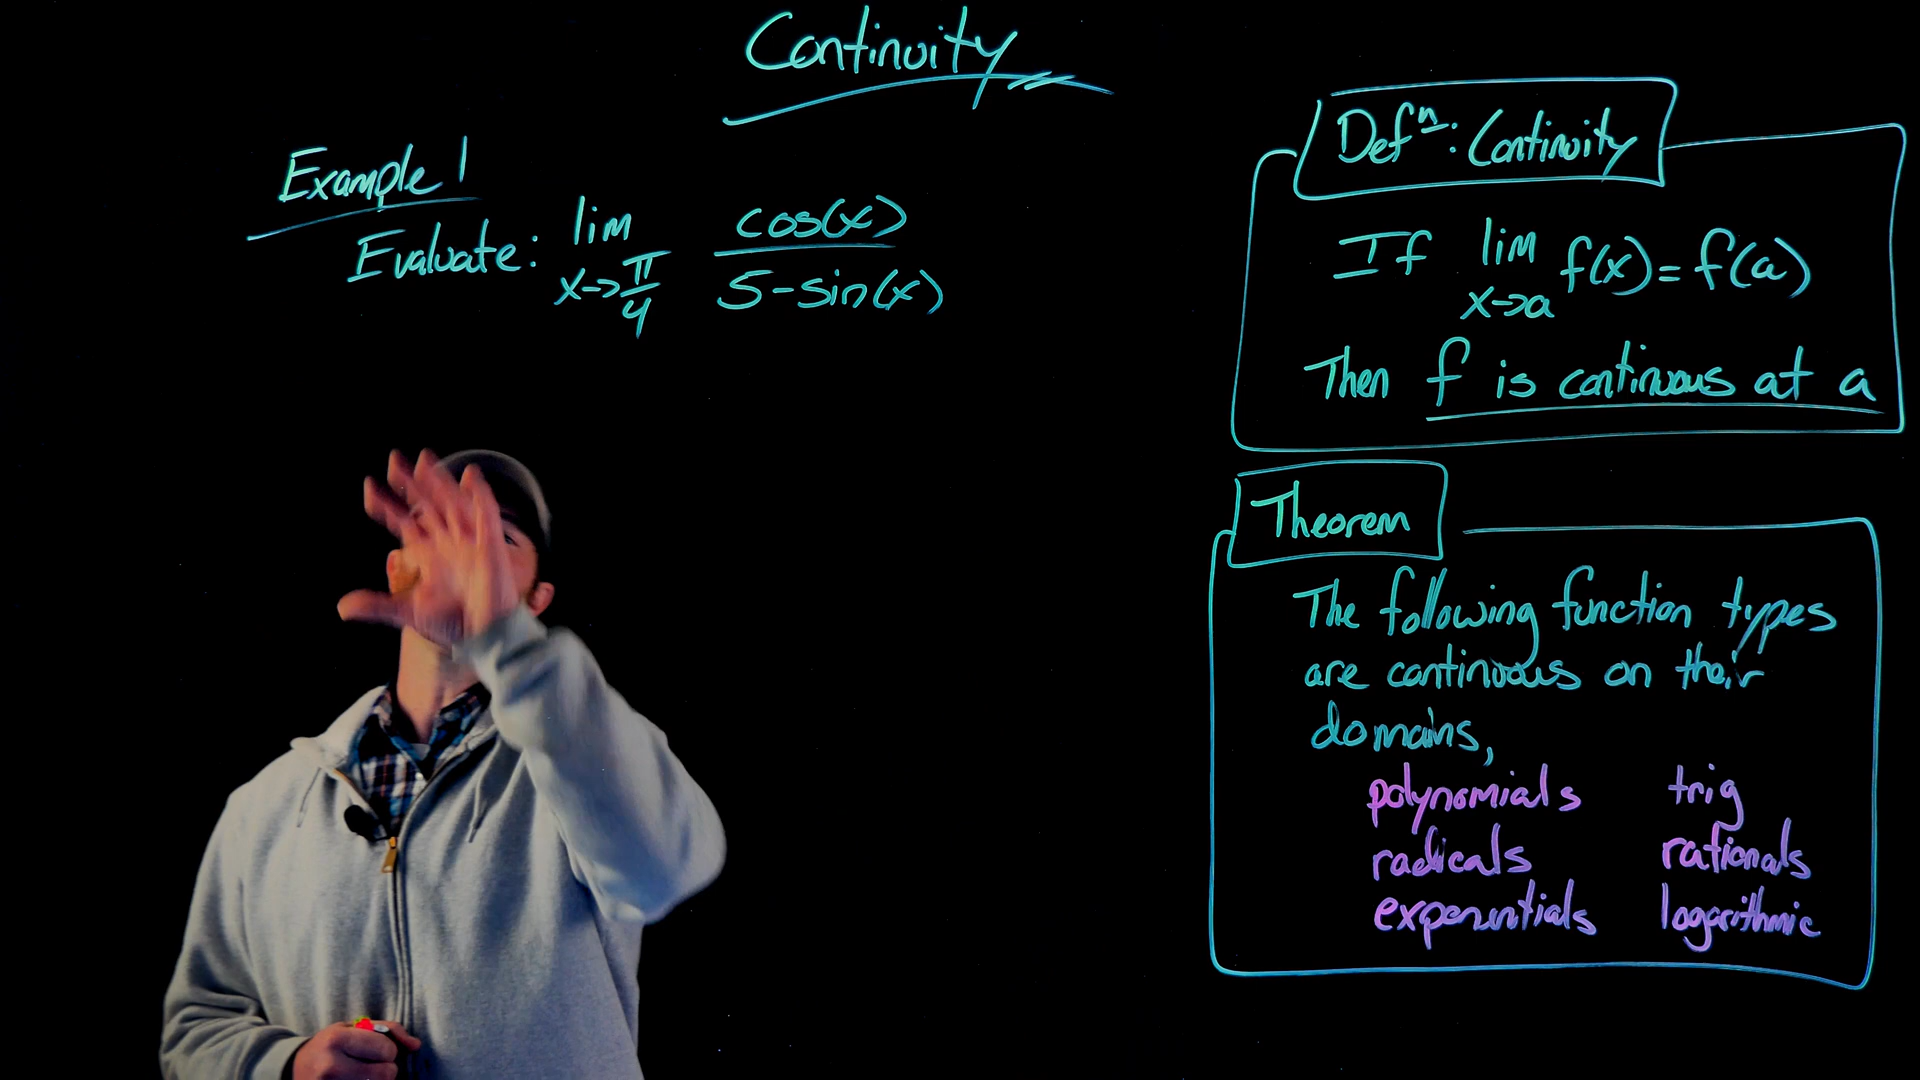 Continuity
Example 1
Evaluate: lim x→π/4 cos(x)/(5-sin(x))
Defⁿ: Continuity
If lim x→a f(x) = f(a)
Then f is continuous at a
Theorem
The following function types
are continuous on their
domains,
polynomials trig
radicals rationals
exponentials logarithmic